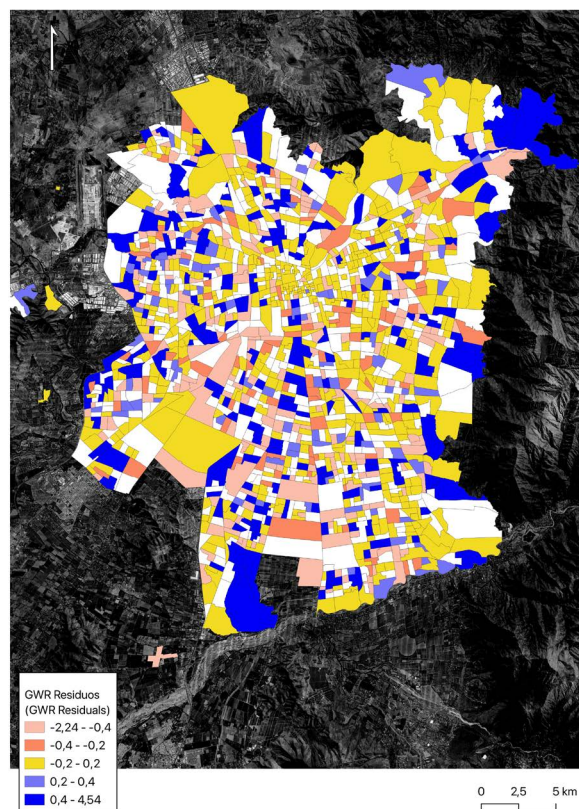 GWR Residuos
(GWR Residuals)
-2,24 - -0,4
-0,4 - -0,2
-0,2 - 0,2
0,2 - 0,4
0,4 - 4,54
0 2,5 5 km